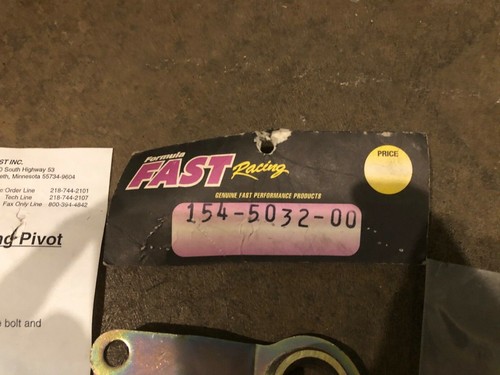 ST INC.
South Highway 53
eth, Minnesota 55734-9604
Order Line 218-744-2101
Tech Line 218-744-2107
Fax Only Line 800-394-4842
Pivot
bolt and
Formula
FAST Racing
GENUINE FAST PERFORMANCE PRODUCTS
154-5032-00
PRICE